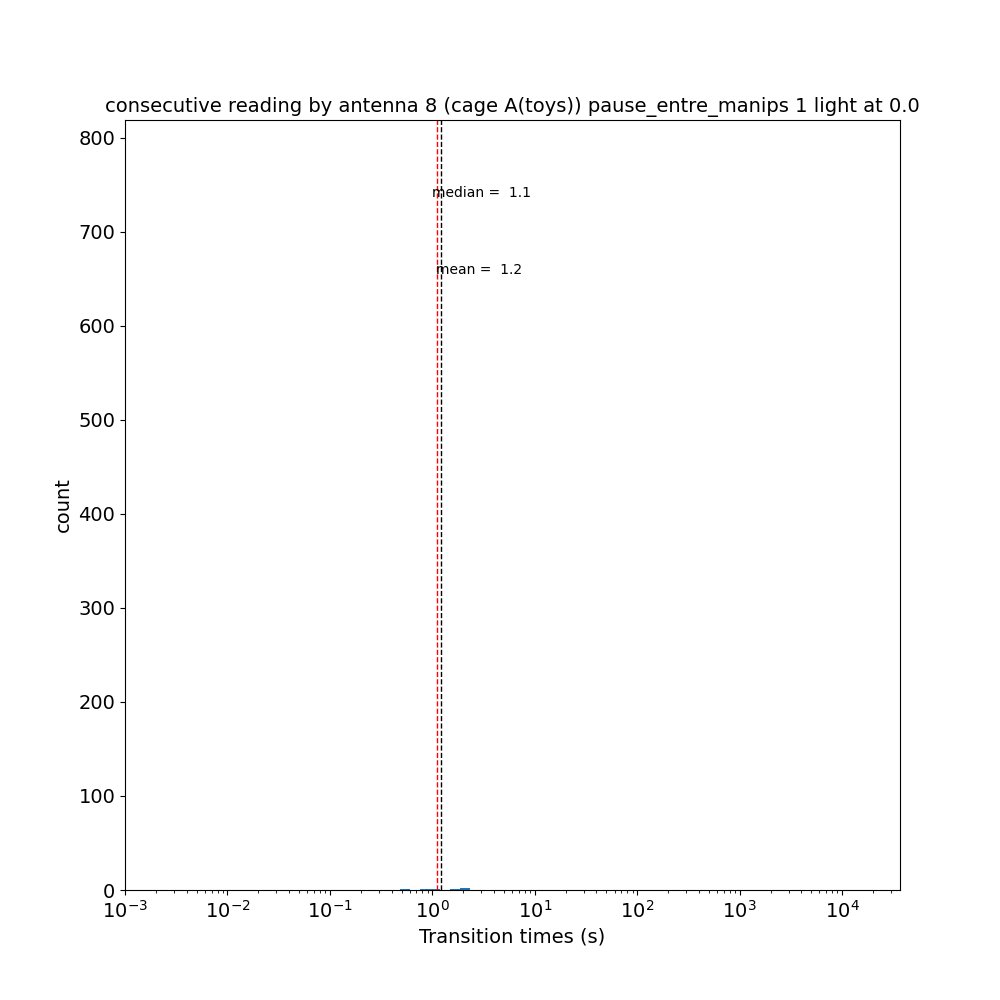 consecutive reading by antenna 8 (cage A(toys)) pause_entre_manips 1 light at 0.0
800
median =  1.1
700
mean =  1.2
600
500
count
400
300
200
100
0
10⁻³ 10⁻² 10⁻¹ 10⁰ 10¹ 10² 10³ 10⁴
Transition times (s)